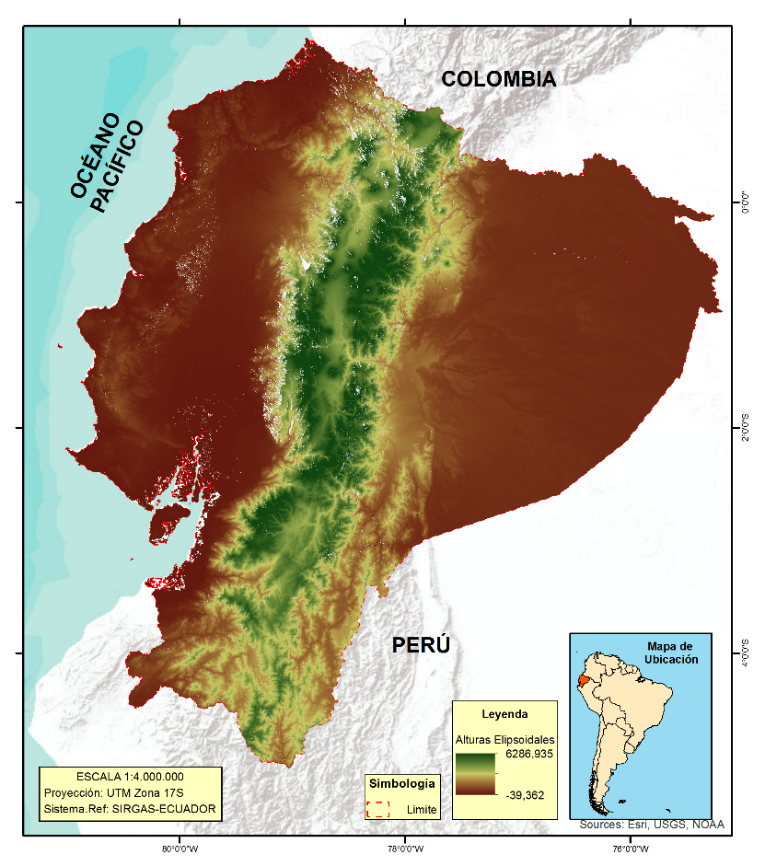 COLOMBIA
OCÉANO
PACÍFICO
0°0'0"
2°0'0"S
PERÚ
4°0'0"S
Mapa de
Ubicación
Leyenda
Alturas Elipsoidales
6286,935
-39,362
ESCALA 1:4.000.000
Proyección: UTM Zona 17S
Sistema.Ref: SIRGAS-ECUADOR
Simbología
Limite
Sources: Esri, USGS, NOAA
80°0'0"W
78°0'0"W
76°0'0"W